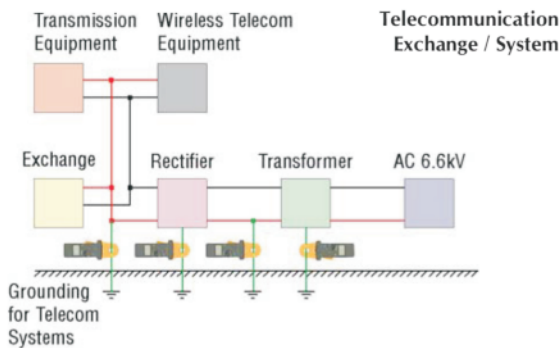 Telecommunication
Exchange / System
Transmission
Equipment
Wireless Telecom
Equipment
Exchange
Rectifier
Transformer
AC 6.6kV
Grounding
for Telecom
Systems